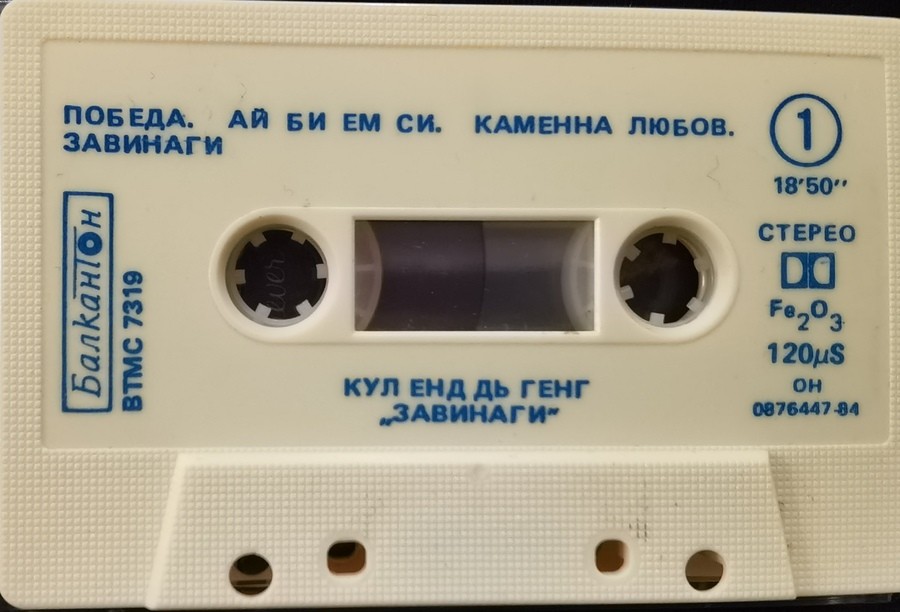 ПОБЕДА. АЙ БИ ЕМ СИ. КАМЕННА ЛЮБОВ.
ЗАВИНАГИ
1
18'50''
Балкантон
ВТМС 7319
СТЕРЕО
Fe₂O₃
120µS
ОН
0876447-84
КУЛ ЕНД ДЬ ГЕНГ
„ЗАВИНАГИ”